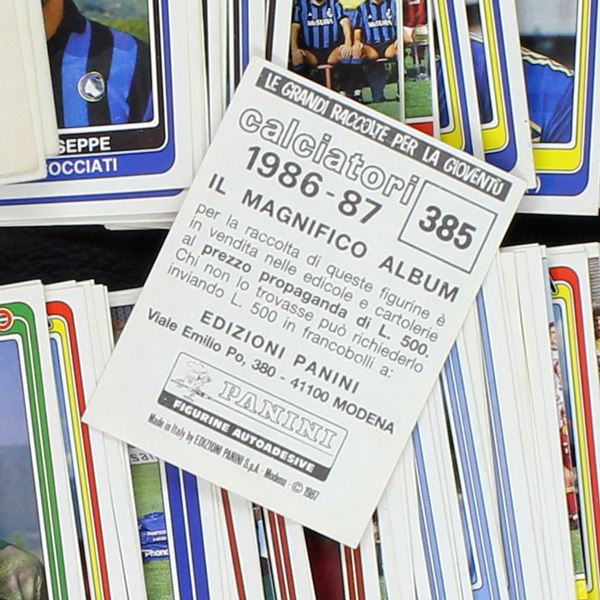 LE GRANDI RACCOLTE PER LA GIOVENTÙ
calciatori
1986-87
385
IL MAGNIFICO ALBUM
per la raccolta di queste figurine è
in vendita nelle edicole e cartolerie
al prezzo propaganda di L. 500.
Chi non lo trovasse può richiederlo
inviando L. 500 in francobolli a:
EDIZIONI PANINI
Viale Emilio Po, 380 - 41100 MODENA
PANINI
FIGURINE AUTOADESIVE
Made in Italy by EDIZIONI PANINI S.p.A. - Modena - © 1987
SEPPE
OCCIATI
Phone